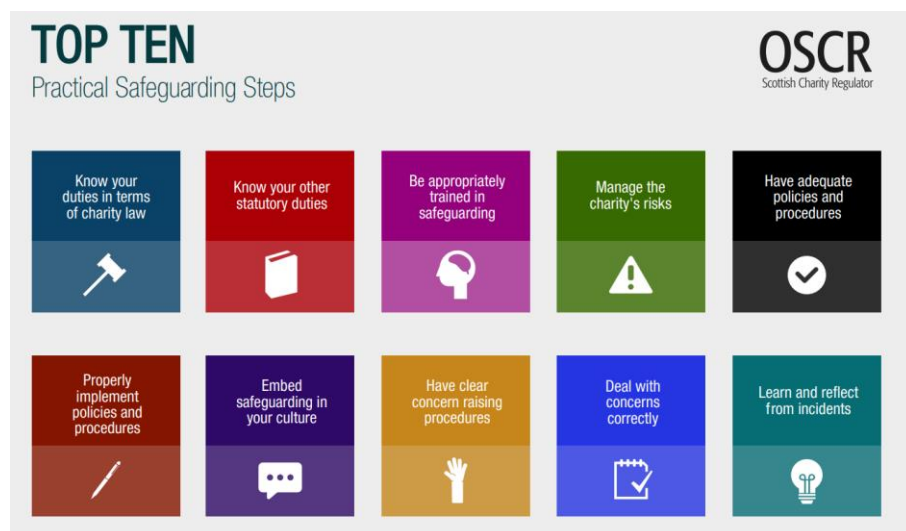 TOP TEN
Practical Safeguarding Steps
OSCR
Scottish Charity Regulator
Know your
duties in terms
of charity law
Know your other
statutory duties
Be appropriately
trained in
safeguarding
Manage the
charity's risks
Have adequate
policies and
procedures
Properly
implement
policies and
procedures
Embed
safeguarding in
your culture
Have clear
concern raising
procedures
Deal with
concerns
correctly
Learn and reflect
from incidents